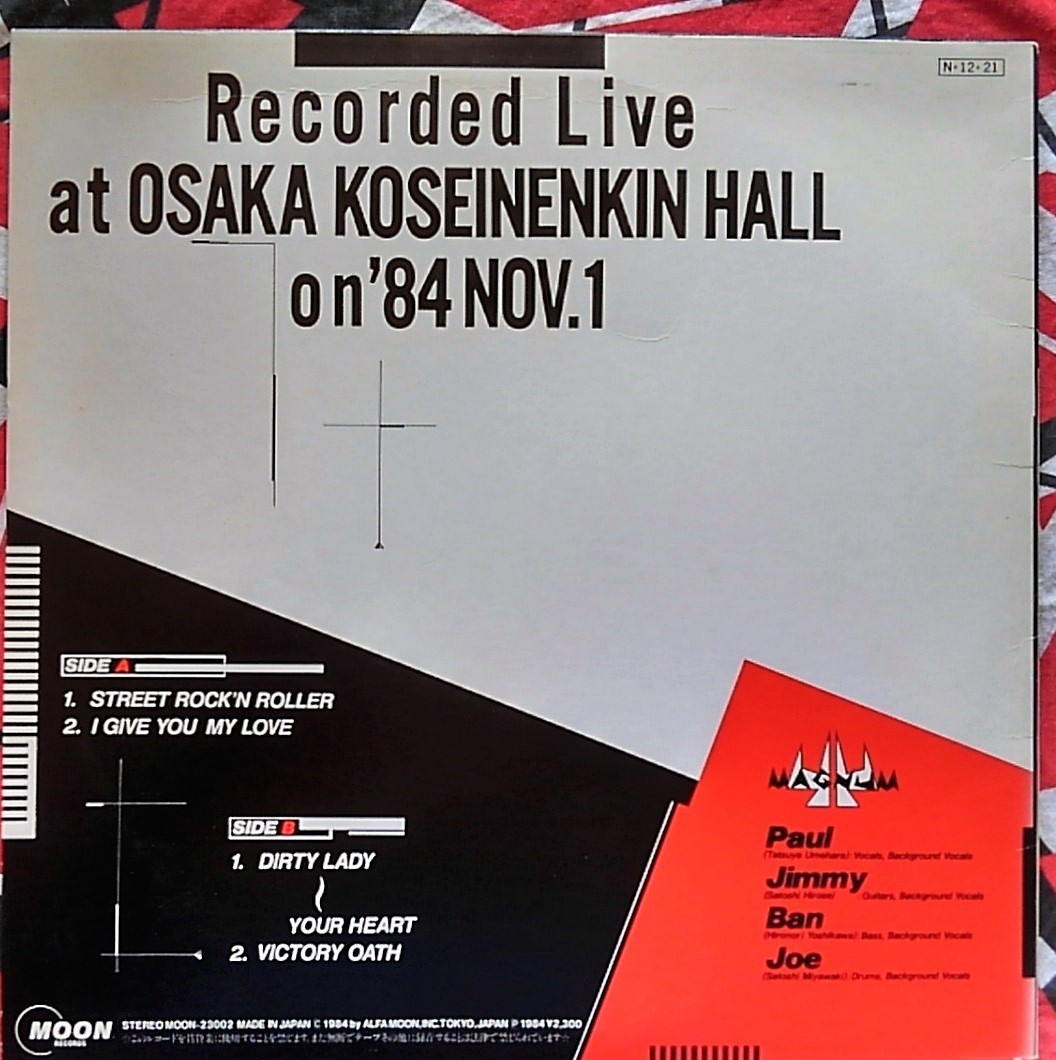 N·12·21
Recorded Live
at OSAKA KOSEINENKIN HALL
on '84 NOV.1
SIDE A
1. STREET ROCK'N ROLLER
2. I GIVE YOU MY LOVE
SIDE B
1. DIRTY LADY
YOUR HEART
2. VICTORY OATH
MAGNUM
Paul
(Tatsuya Umehara): Vocals, Background Vocals
Jimmy
(Satoshi Hirose) Guitars, Background Vocals
Ban
(Hironori Yoshikawa): Bass, Background Vocals
Joe
(Satoshi Miyawaki): Drums, Background Vocals
MOON
RECORDS
STEREO MOON-23002 MADE IN JAPAN © 1984 by ALFA MOON, INC. TOKYO, JAPAN ℗ 1984 ¥2,300